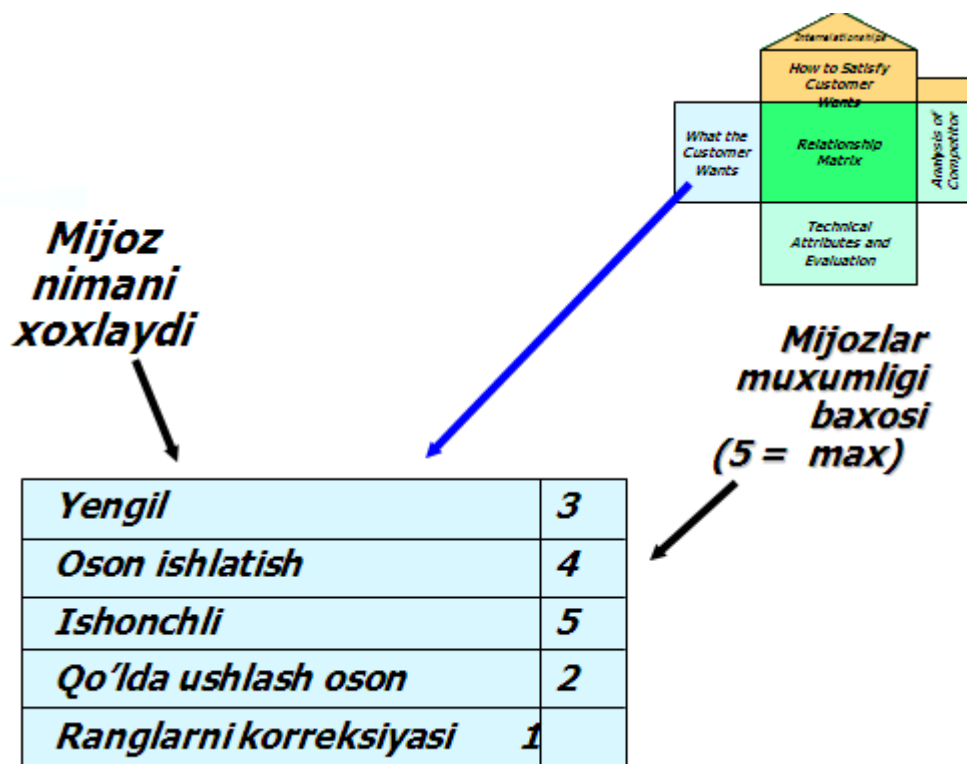 Interrelationships
How to Satisfy
Customer
Wants
What the
Customer
Wants
Relationship
Matrix
Analysis of
Competitor
Technical
Attributes and
Evaluation
Mijoz
nimani
xoxlaydi
Mijozlar
muxumligi
baxosi
(5 = max)
Yengil 3
Oson ishlatish 4
Ishonchli 5
Qo’lda ushlash oson 2
Ranglarni korreksiyasi 1